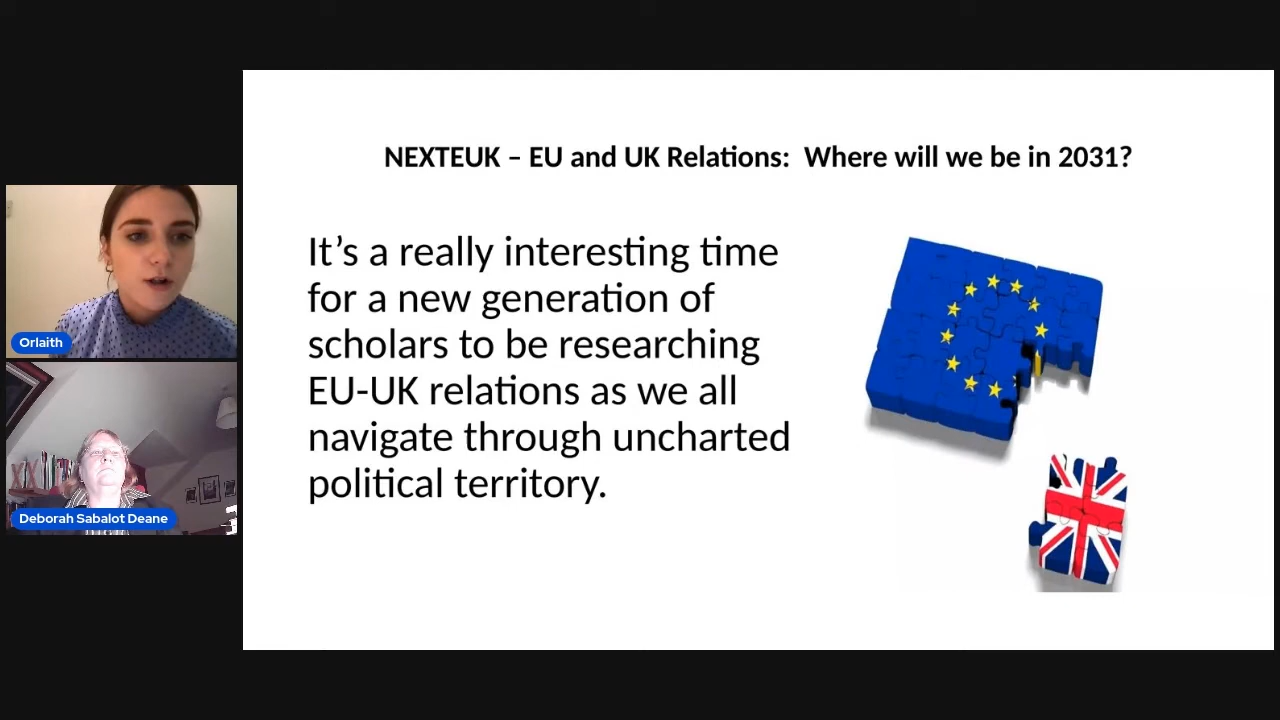 NEXTEUK – EU and UK Relations:  Where will we be in 2031?
It’s a really interesting time
for a new generation of
scholars to be researching
EU-UK relations as we all
navigate through uncharted
political territory.
Orlaith
Deborah Sabalot Deane